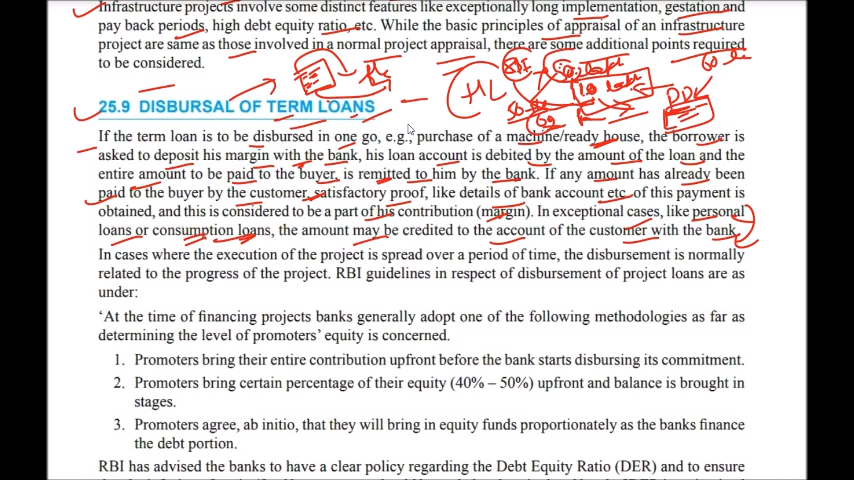 Infrastructure projects involve some distinct features like exceptionally long implementation, gestation and
pay back periods, high debt equity ratio, etc. While the basic principles of appraisal of an infrastructure
project are same as those involved in a normal project appraisal, there are some additional points required
to be considered.
HL
25.9 DISBURSAL OF TERM LOANS
If the term loan is to be disbursed in one go, e.g., purchase of a machine/ready house, the borrower is
asked to deposit his margin with the bank, his loan account is debited by the amount of the loan and the
entire amount to be paid to the buyer, is remitted to him by the bank. If any amount has already been
paid to the buyer by the customer, satisfactory proof, like details of bank account etc. of this payment is
obtained, and this is considered to be a part of his contribution (margin). In exceptional cases, like personal
loans or consumption loans, the amount may be credited to the account of the customer with the bank.
In cases where the execution of the project is spread over a period of time, the disbursement is normally
related to the progress of the project. RBI guidelines in respect of disbursement of project loans are as
under:
‘At the time of financing projects banks generally adopt one of the following methodologies as far as
determining the level of promoters’ equity is concerned.
1. Promoters bring their entire contribution upfront before the bank starts disbursing its commitment.
2. Promoters bring certain percentage of their equity (40% – 50%) upfront and balance is brought in
stages.
3. Promoters agree, ab initio, that they will bring in equity funds proportionately as the banks finance
the debt portion.
RBI has advised the banks to have a clear policy regarding the Debt Equity Ratio (DER) and to ensure